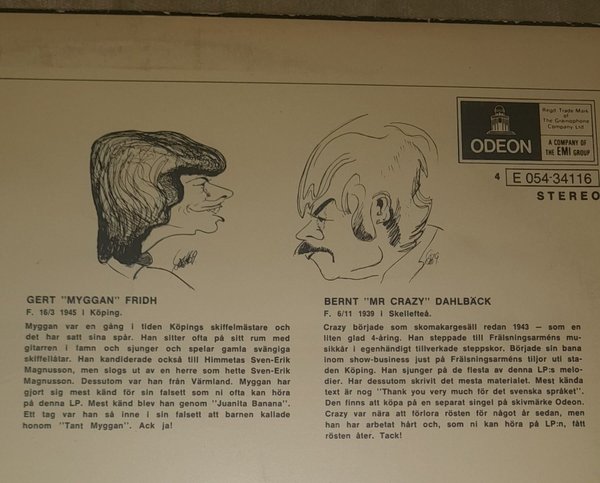 Regit Trade Mark
of
The Gramophone
Company Ltd
ODEON
A COMPANY OF
THE EMI GROUP
4 E 054-34116
STEREO
GERT "MYGGAN" FRIDH
F. 16/3 1945 i Köping.
Myggan var en gång i tiden Köpings skiffelmästare och
det har satt sina spår. Han sitter ofta på sitt rum med
gitarren i famn och sjunger och spelar gamla svängiga
skiffellåtar. Han kandiderade också till Himmetas Sven-Erik
Magnusson, men slogs ut av en herre som hette Sven-Erik
Magnusson. Dessutom var han från Värmland. Myggan har
gjort sig mest känd för sin falsett som ni ofta kan höra
på denna LP. Mest känd blev han genom "Juanita Banana".
Ett tag var han så inne i sin falsett att barnen kallade
honom "Tant Myggan". Ack ja!
BERNT "MR CRAZY" DAHLBÄCK
F. 6/11 1939 i Skellefteå.
Crazy började som skomakargesäll redan 1943 — som en
liten glad 4-åring. Han steppade till Frälsningsarméns mu-
sikkår i egenhändigt tillverkade steppskor. Började sin bana
inom show-business just på Frälsningsarméns tiljor uti sta-
den Köping. Han sjunger på de flesta av denna LP:s melo-
dier. Har dessutom skrivit det mesta materialet. Mest kända
text är nog "Thank you very much för det svenska språket".
Den finns att köpa på en separat singel på skivmärke Odeon.
Crazy var nära att förlora rösten för något år sedan, men
han har arbetat hårt och, som ni kan höra på LP:n, fått
rösten åter. Tack!